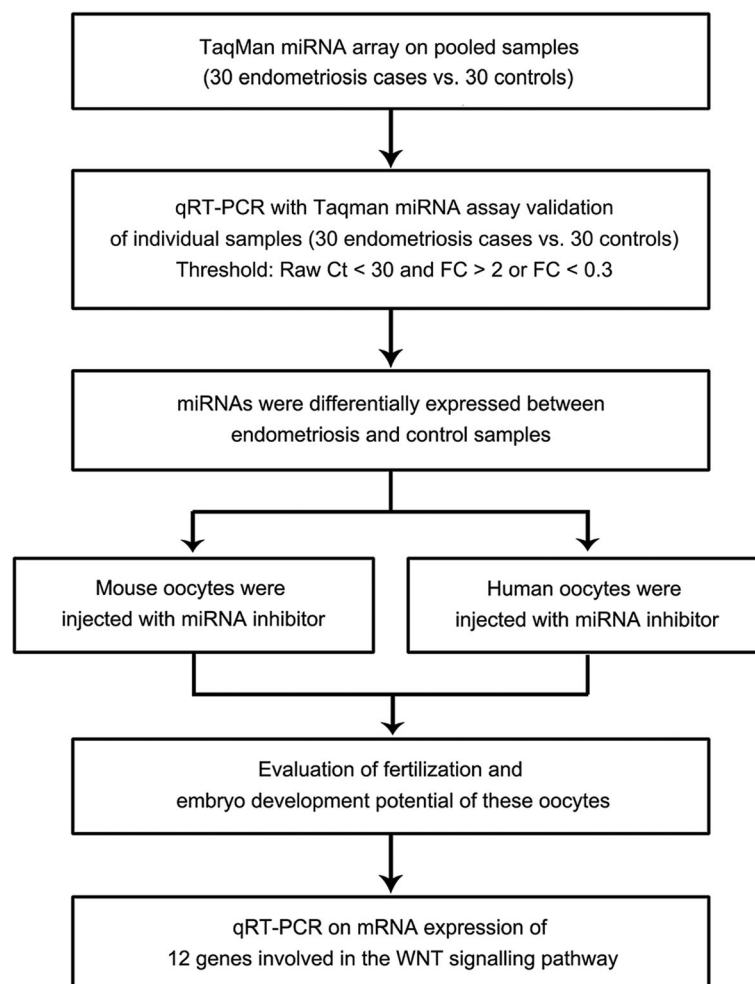 TaqMan miRNA array on pooled samples
(30 endometriosis cases vs. 30 controls)
qRT-PCR with Taqman miRNA assay validation
of individual samples (30 endometriosis cases vs. 30 controls)
Threshold: Raw Ct < 30 and FC > 2 or FC < 0.3
miRNAs were differentially expressed between
endometriosis and control samples
Mouse oocytes were
injected with miRNA inhibitor
Human oocytes were
injected with miRNA inhibitor
Evaluation of fertilization and
embryo development potential of these oocytes
qRT-PCR on mRNA expression of
12 genes involved in the WNT signalling pathway